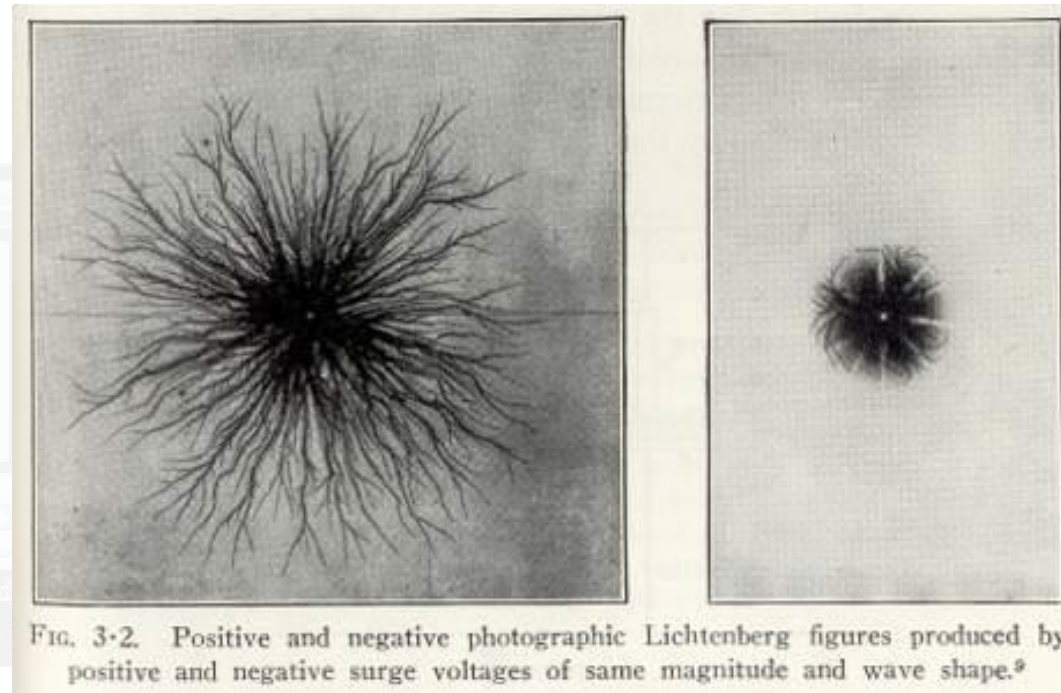 FIG. 3·2. Positive and negative photographic Lichtenberg figures produced by
positive and negative surge voltages of same magnitude and wave shape.⁹